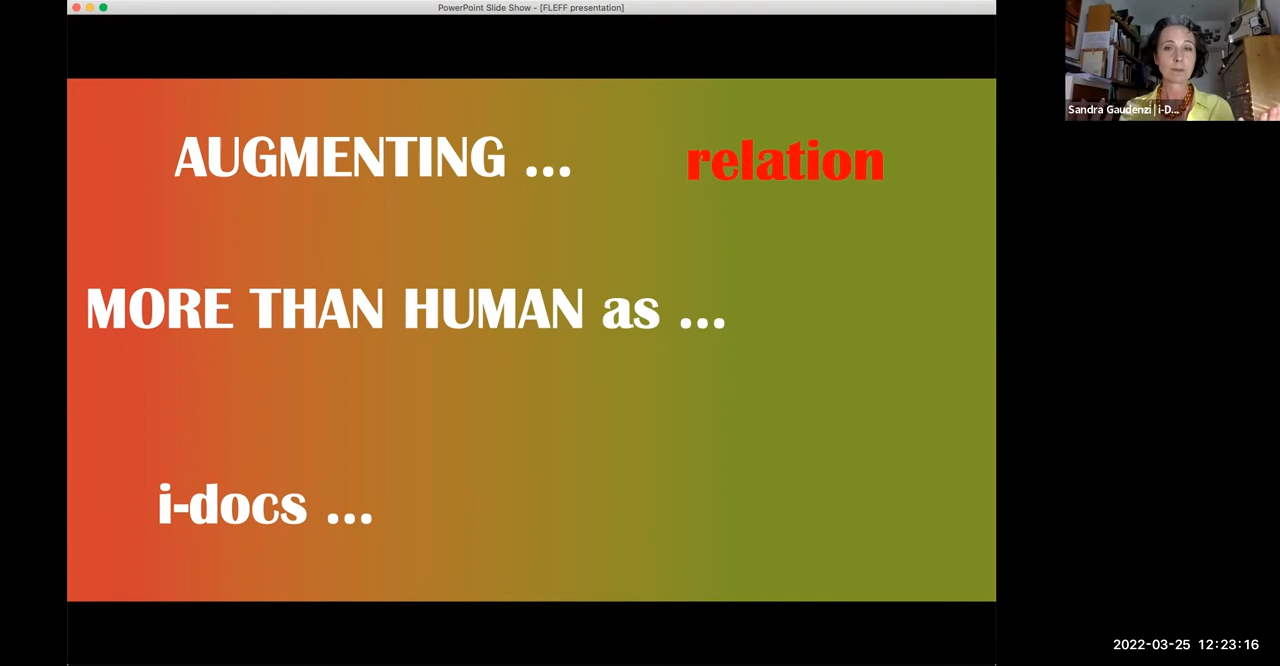 PowerPoint Slide Show - [FLEFF presentation]
Sandra Gaudenzi | i-D...
AUGMENTING ... relation
MORE THAN HUMAN as ...
i-docs ...
2022-03-25 12:23:16